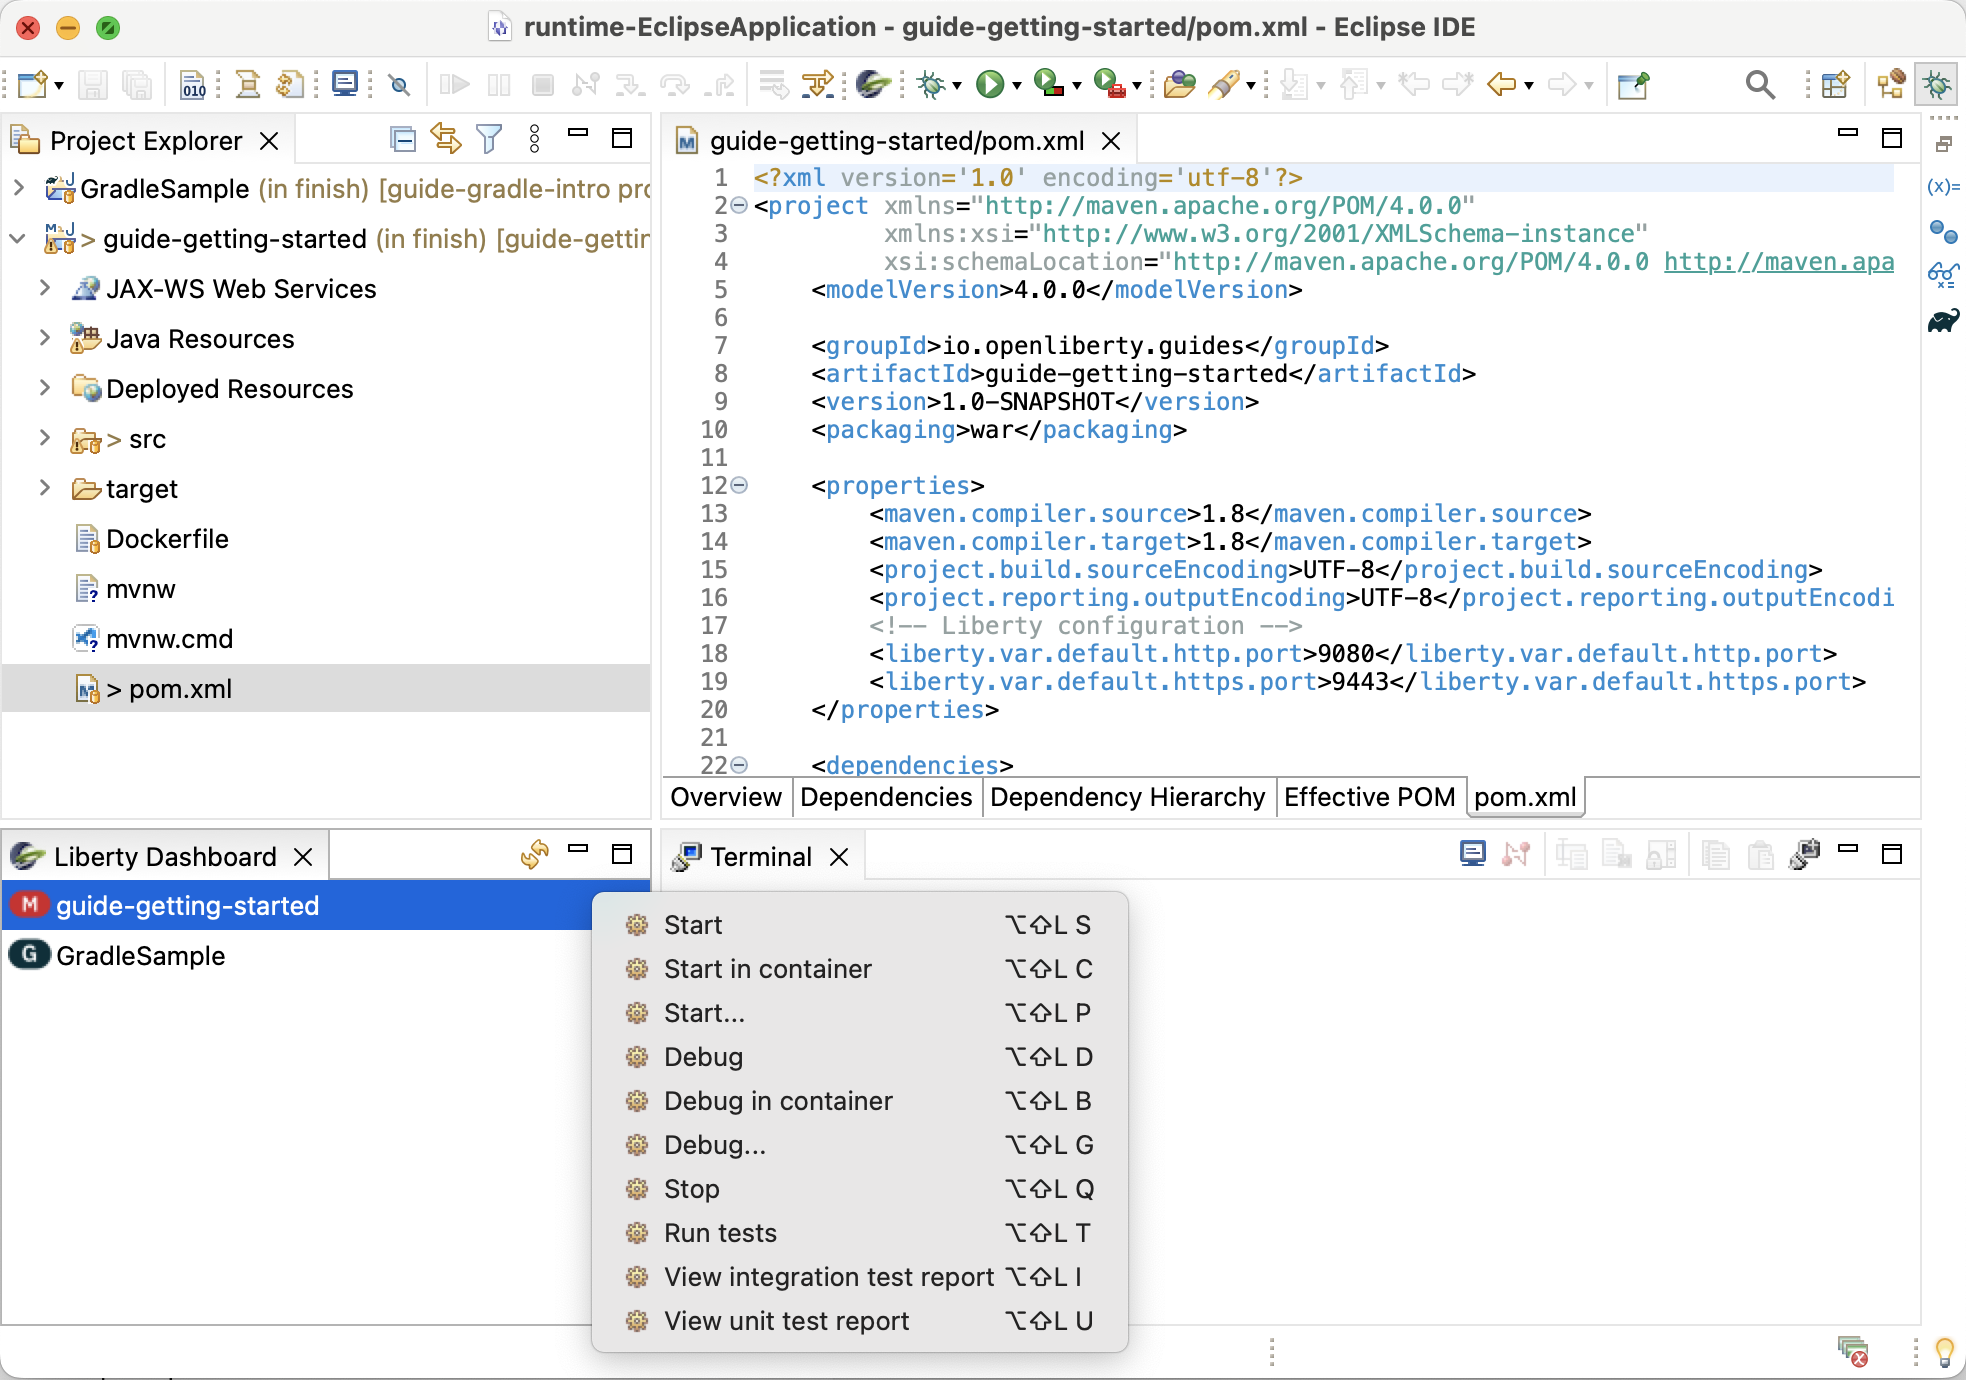 runtime-EclipseApplication - guide-getting-started/pom.xml - Eclipse IDE
010
Project Explorer
GradleSample (in finish) [guide-gradle-intro pro
> guide-getting-started (in finish) [guide-gettin
JAX-WS Web Services
Java Resources
Deployed Resources
> src
target
Dockerfile
mvnw
mvnw.cmd
> pom.xml
guide-getting-started/pom.xml
(x)=
1 <?xml version='1.0' encoding='utf-8'?>
2 <project xmlns="http://maven.apache.org/POM/4.0.0"
3 xmlns:xsi="http://www.w3.org/2001/XMLSchema-instance"
4 xsi:schemaLocation="http://maven.apache.org/POM/4.0.0 http://maven.apa
5 <modelVersion>4.0.0</modelVersion>
6
7 <groupId>io.openliberty.guides</groupId>
8 <artifactId>guide-getting-started</artifactId>
9 <version>1.0-SNAPSHOT</version>
10 <packaging>war</packaging>
11
12 <properties>
13 <maven.compiler.source>1.8</maven.compiler.source>
14 <maven.compiler.target>1.8</maven.compiler.target>
15 <project.build.sourceEncoding>UTF-8</project.build.sourceEncoding>
16 <project.reporting.outputEncoding>UTF-8</project.reporting.outputEncodi
17 <!-- Liberty configuration -->
18 <liberty.var.default.http.port>9080</liberty.var.default.http.port>
19 <liberty.var.default.https.port>9443</liberty.var.default.https.port>
20 </properties>
21
22 <dependencies>
Overview Dependencies Dependency Hierarchy Effective POM pom.xml
Liberty Dashboard
M guide-getting-started
G GradleSample
Terminal
Start ⌥⇧L S
Start in container ⌥⇧L C
Start... ⌥⇧L P
Debug ⌥⇧L D
Debug in container ⌥⇧L B
Debug... ⌥⇧L G
Stop ⌥⇧L Q
Run tests ⌥⇧L T
View integration test report ⌥⇧L I
View unit test report ⌥⇧L U